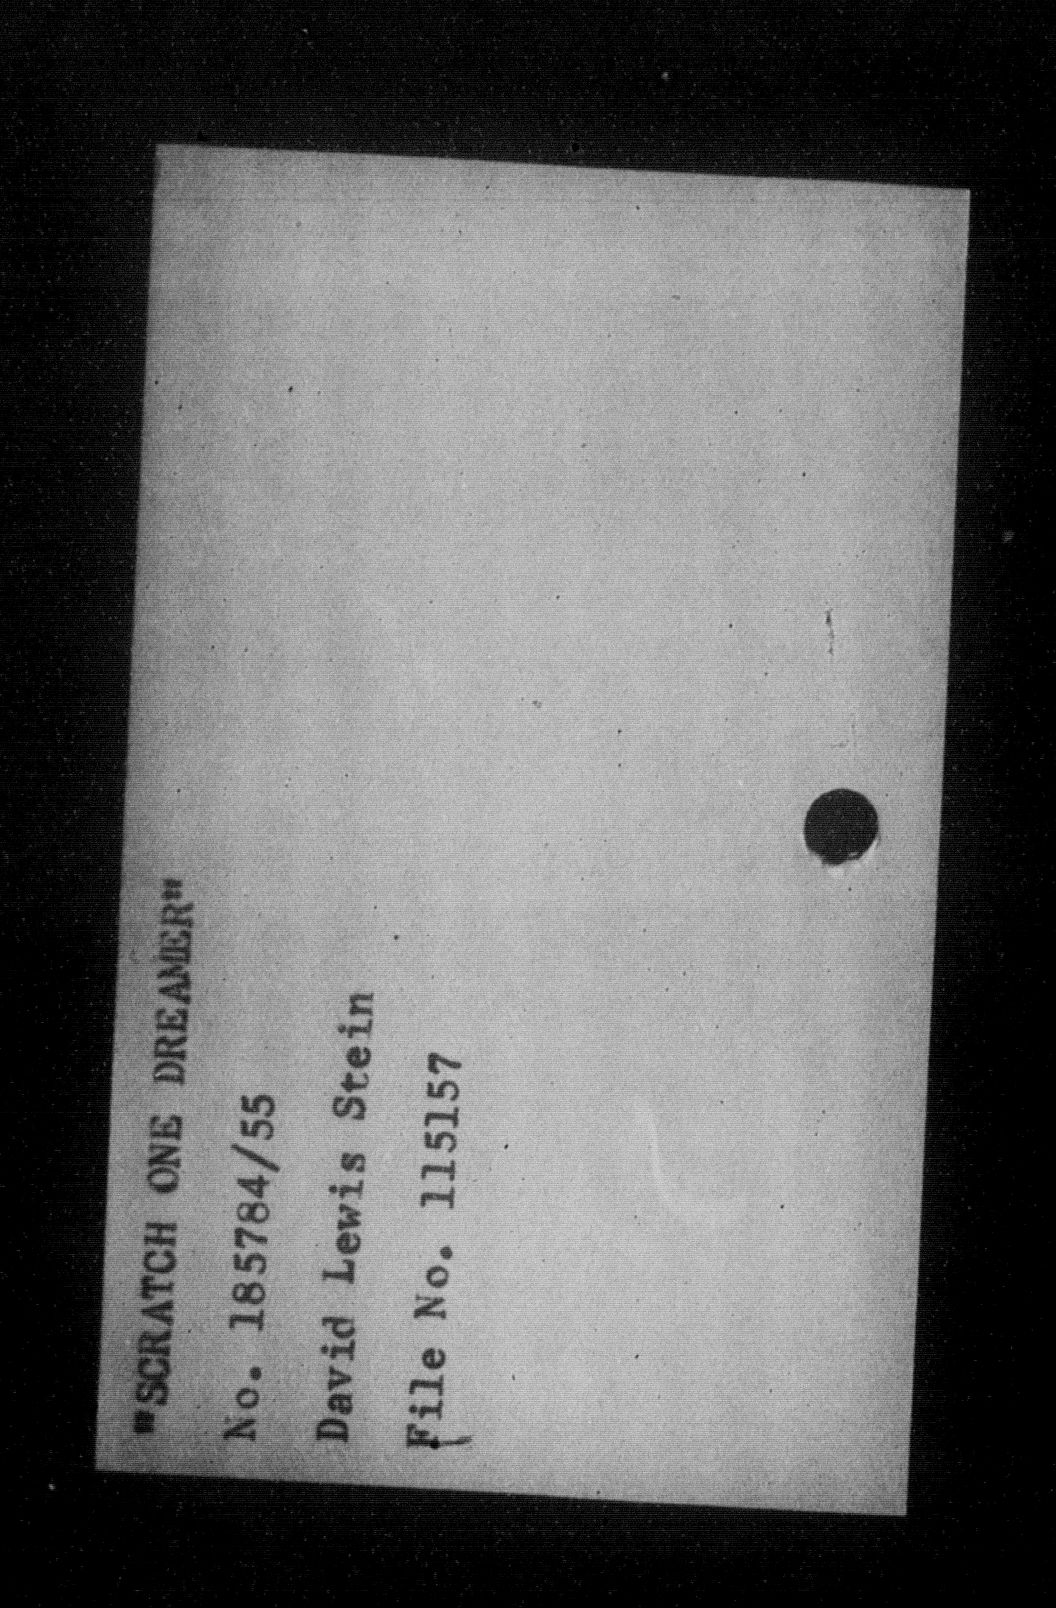 "SCRATCH ONE DREAMER"
No. 185784/55
David Lewis Stein
File No. 115157